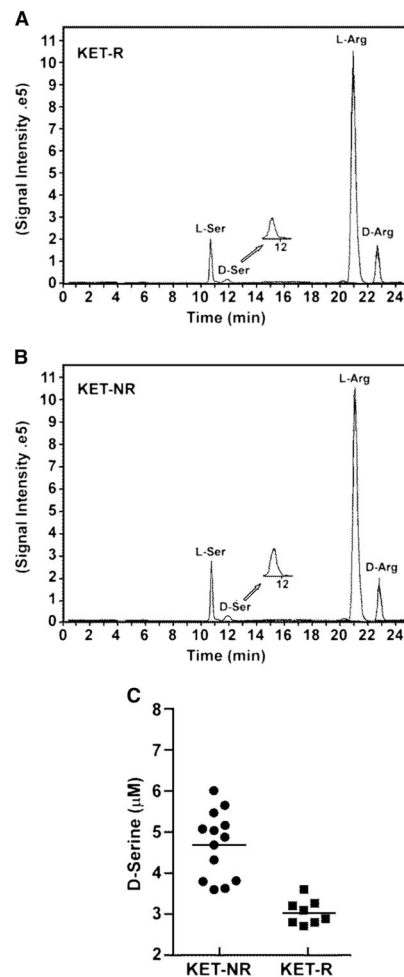 A
KET-R
(Signal Intensity .e5)
11
10
9
8
7
6
5
4
3
2
1
0
L-Ser
D-Ser
12
L-Arg
D-Arg
0 2 4 6 8 10 12 14 16 18 20 22 24
Time (min)
B
KET-NR
(Signal Intensity .e5)
11
10
9
8
7
6
5
4
3
2
1
0
L-Ser
D-Ser
12
L-Arg
D-Arg
0 2 4 6 8 10 12 14 16 18 20 22 24
Time (min)
C
D-Serine (μM)
8
7
6
5
4
3
2
KET-NR KET-R